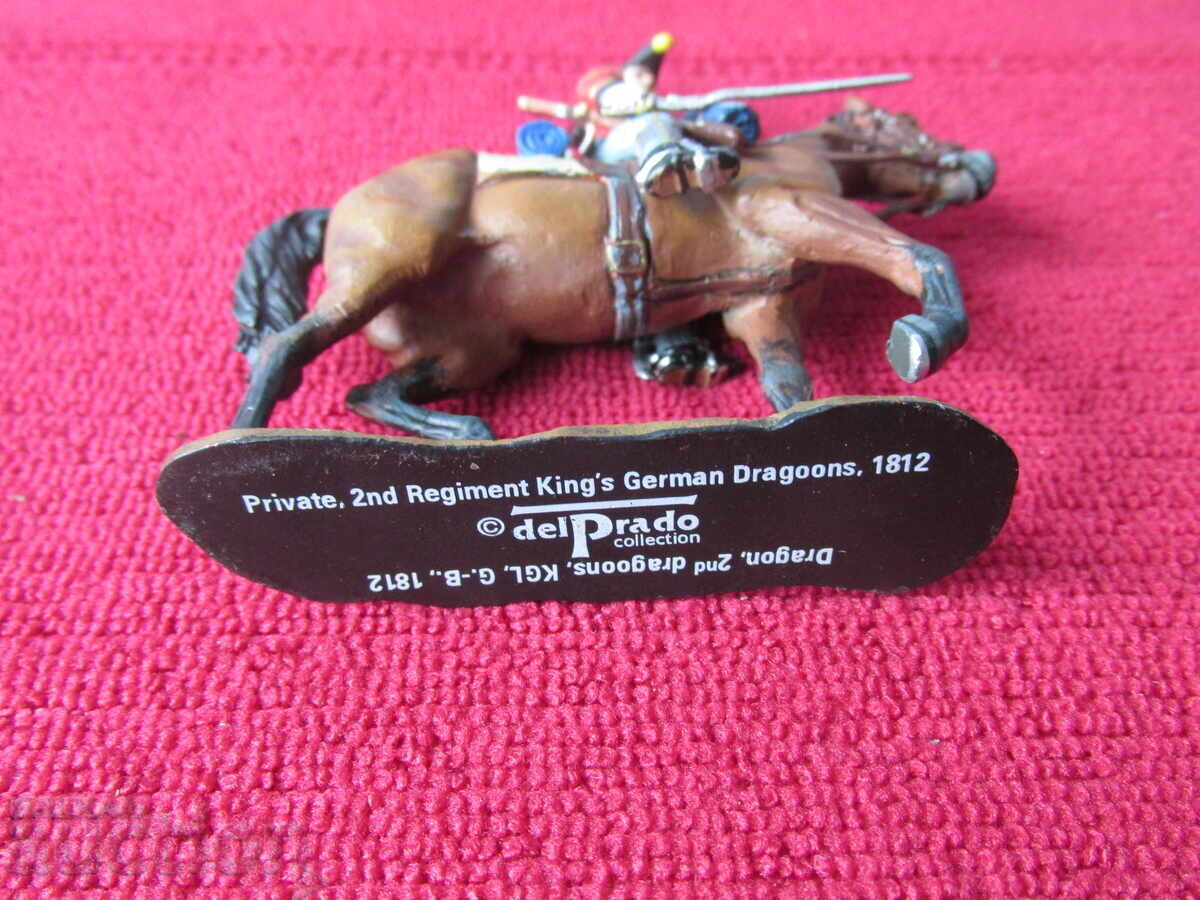 Private, 2nd Regiment King's German Dragoons, 1812
© delPrado
collection
Dragon, 2nd dragoons, KGL, G.-B., 1812